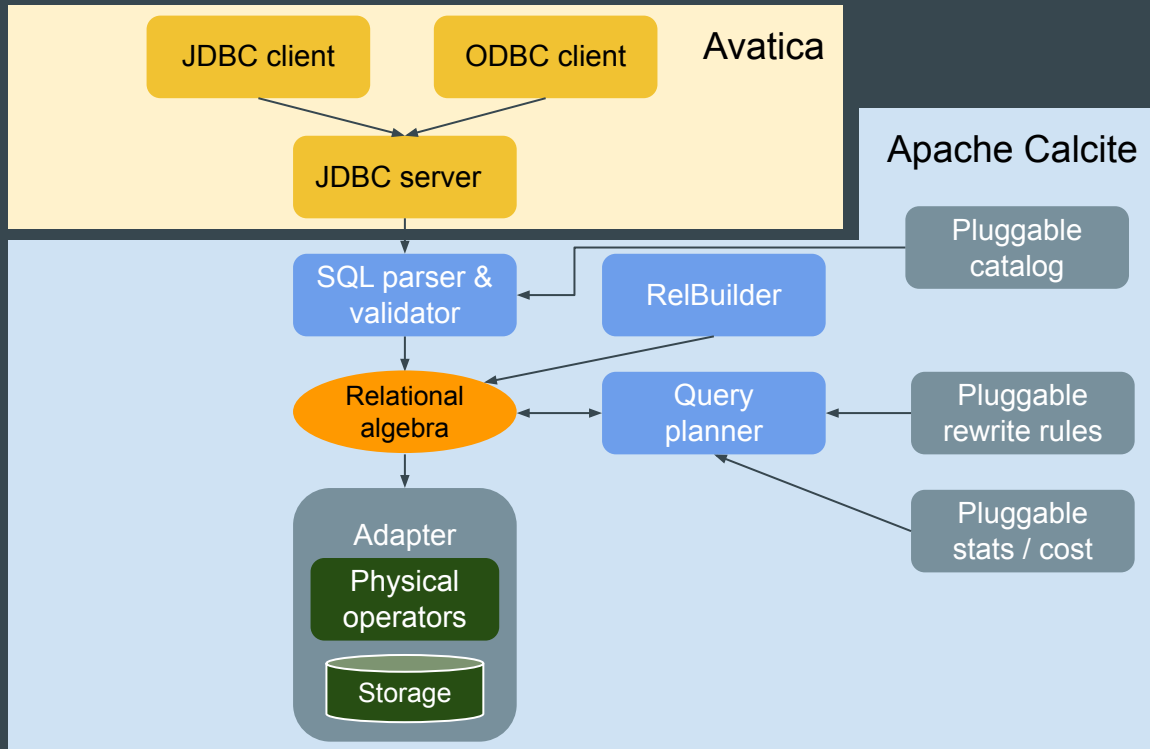 JDBC client
ODBC client
Avatica
JDBC server
Apache Calcite
Pluggable
catalog
SQL parser &
validator
RelBuilder
Relational
algebra
Query
planner
Pluggable
rewrite rules
Pluggable
stats / cost
Adapter
Physical
operators
Storage